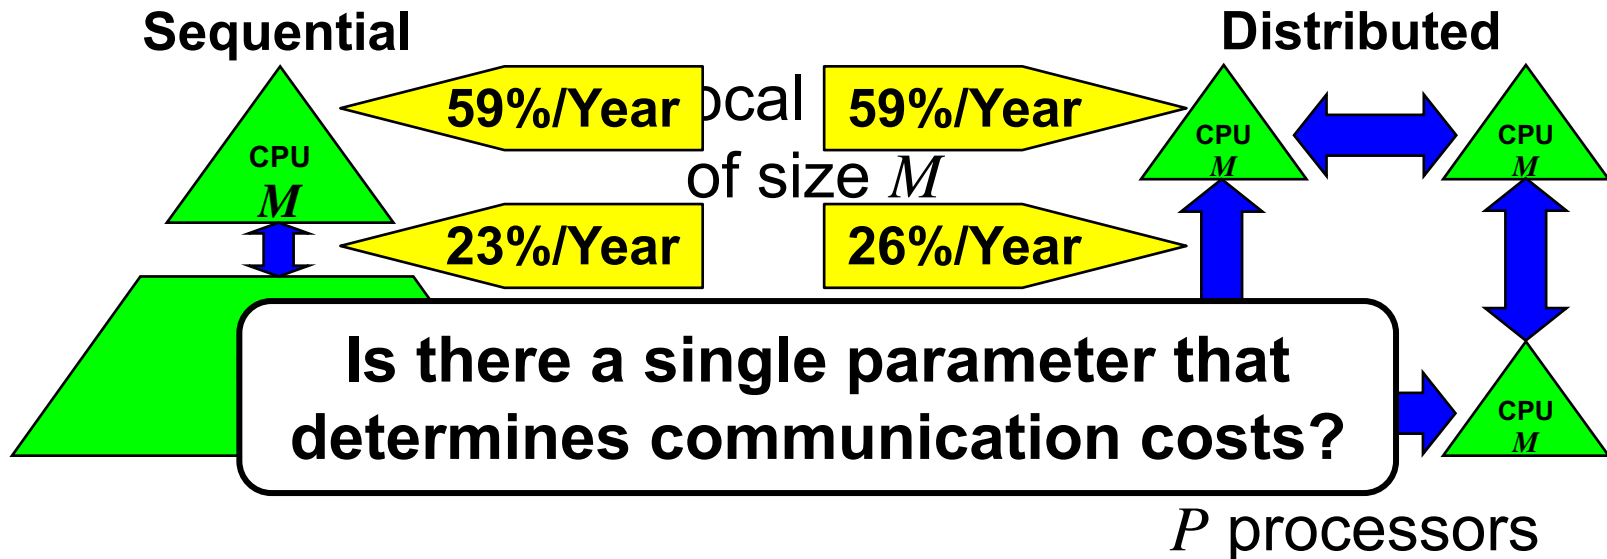 Sequential
Distributed
59%/Year
ocal
59%/Year
CPU
M
of size M
CPU
M
CPU
M
23%/Year
26%/Year
Is there a single parameter that
determines communication costs?
CPU
M
P processors